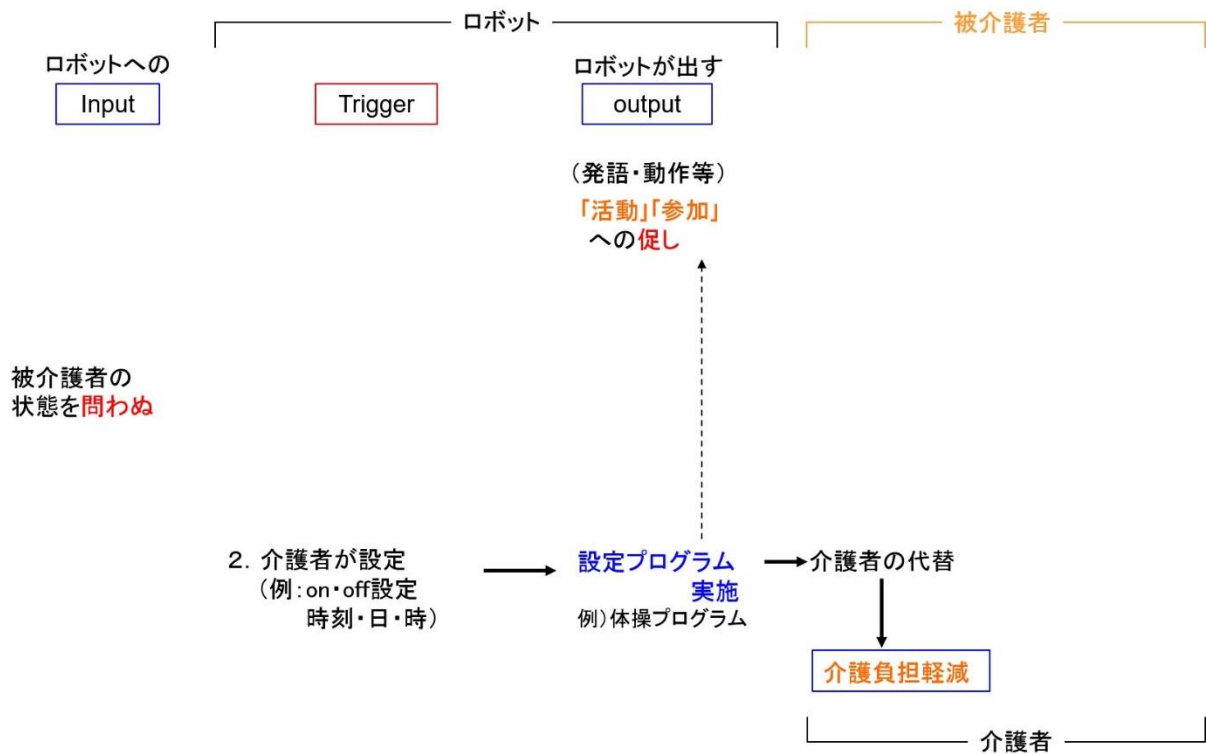 ロボット
被介護者
ロボットへの
Input
Trigger
ロボットが出す
output
（発語・動作等）
「活動」「参加」
への促し
被介護者の
状態を問わぬ
２．介護者が設定
（例：on・off設定
時刻・日・時）
設定プログラム
実施
例）体操プログラム
介護者の代替
介護負担軽減
介護者